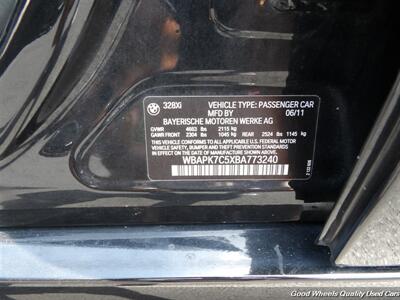 328Xi VEHICLE TYPE: PASSENGER CAR
MFD BY 06/11
BAYERISCHE MOTOREN WERKE AG
GVWR 4663 lbs 2115 kg
GAWR FRONT 2304 lbs 1045 kg REAR 2524 lbs 1145 kg
THIS CAR CONFORMS TO ALL APPLICABLE U.S. FEDERAL MOTOR
VEHICLE SAFETY, BUMPER, AND THEFT PREVENTION STANDARDS
IN EFFECT ON THE DATE OF MANUFACTURE SHOWN ABOVE.
WBAPK7C5XBA773240
Good Wheels Quality Used Cars